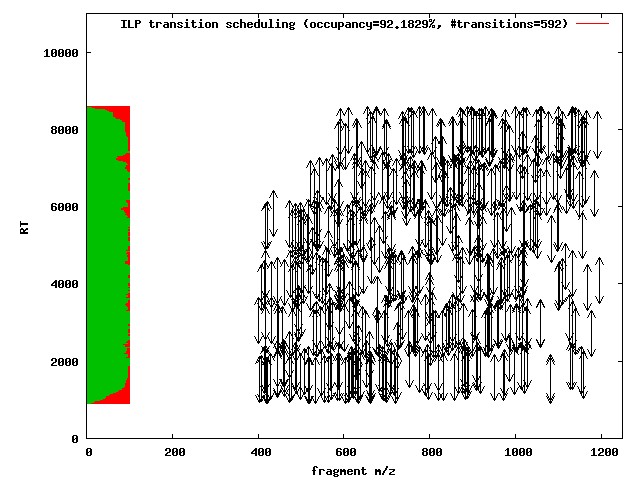 ILP transition scheduling (occupancy=92.1829%, #transitions=592)
10000
8000
6000
RT
4000
2000
0
0 200 400 600 800 1000 1200
fragment m/z